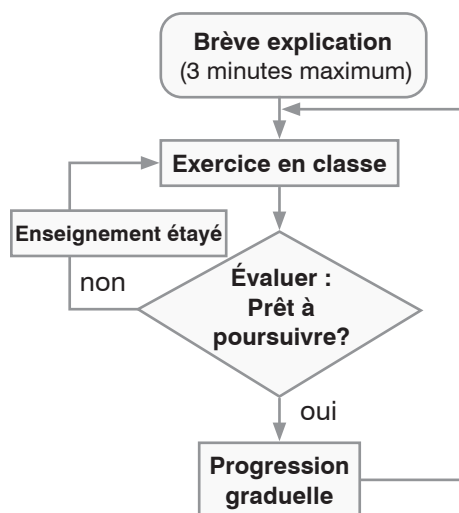 Brève explication
(3 minutes maximum)
Exercice en classe
Enseignement étayé
non
Évaluer :
Prêt à
poursuivre?
oui
Progression
graduelle